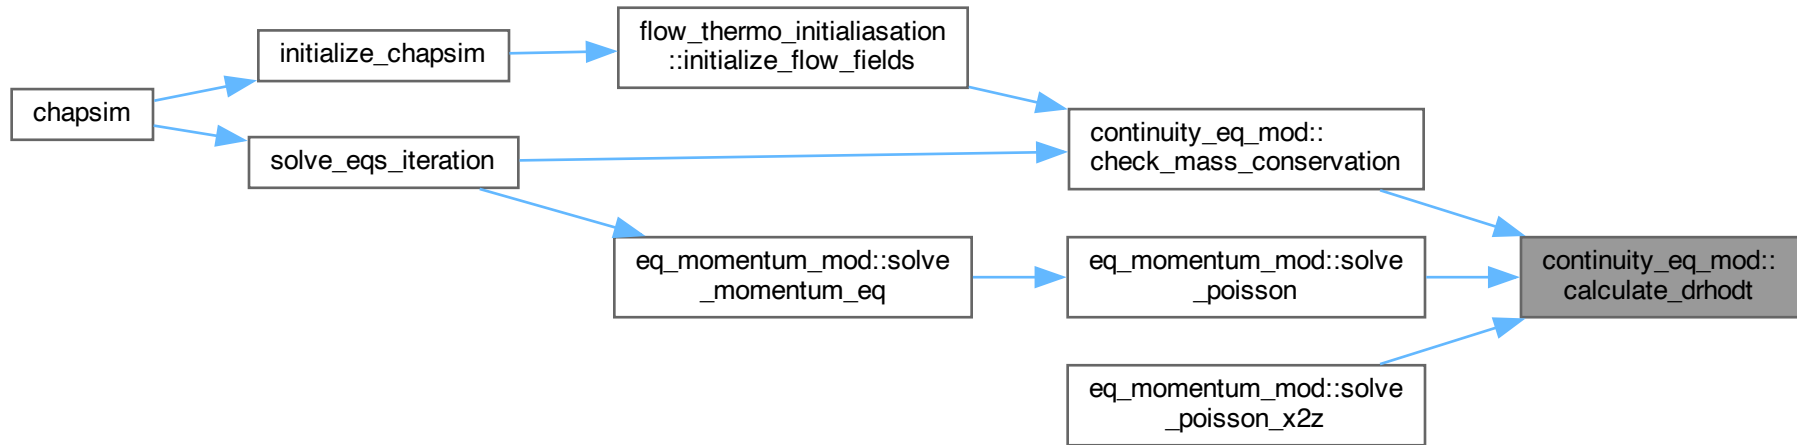 chapsim
initialize_chapsim
solve_eqs_iteration
flow_thermo_initialiasation
::initialize_flow_fields
eq_momentum_mod::solve
_momentum_eq
continuity_eq_mod::
check_mass_conservation
eq_momentum_mod::solve
_poisson
eq_momentum_mod::solve
_poisson_x2z
continuity_eq_mod::
calculate_drhodt